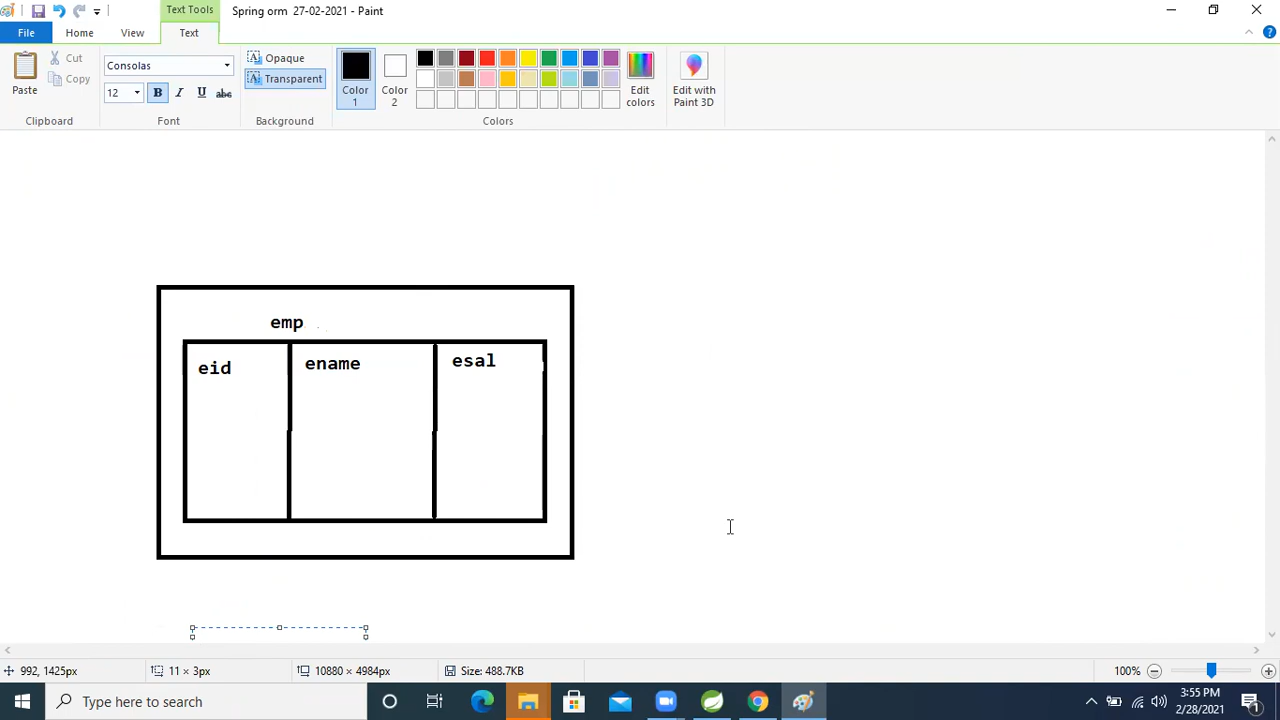 Text Tools
Spring orm 27-02-2021 - Paint
File
Home
View
Text
Paste
Cut
Copy
Clipboard
Consolas
12
B
I
U
abc
Font
Opaque
Transparent
Background
Color 1
Color 2
Edit colors
Colors
Edit with Paint 3D
emp
eid
ename
esal
992, 1425px
11 × 3px
10880 × 4984px
Size: 488.7KB
100%
Type here to search
3:55 PM
2/28/2021
1